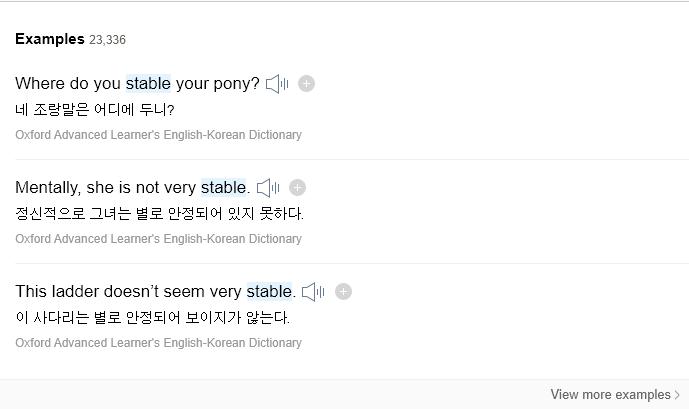 Examples 23,336
Where do you stable your pony?
네 조랑말은 어디에 두니?
Oxford Advanced Learner's English-Korean Dictionary
Mentally, she is not very stable.
정신적으로 그녀는 별로 안정되어 있지 못하다.
Oxford Advanced Learner's English-Korean Dictionary
This ladder doesn’t seem very stable.
이 사다리는 별로 안정되어 보이지가 않는다.
Oxford Advanced Learner's English-Korean Dictionary
View more examples